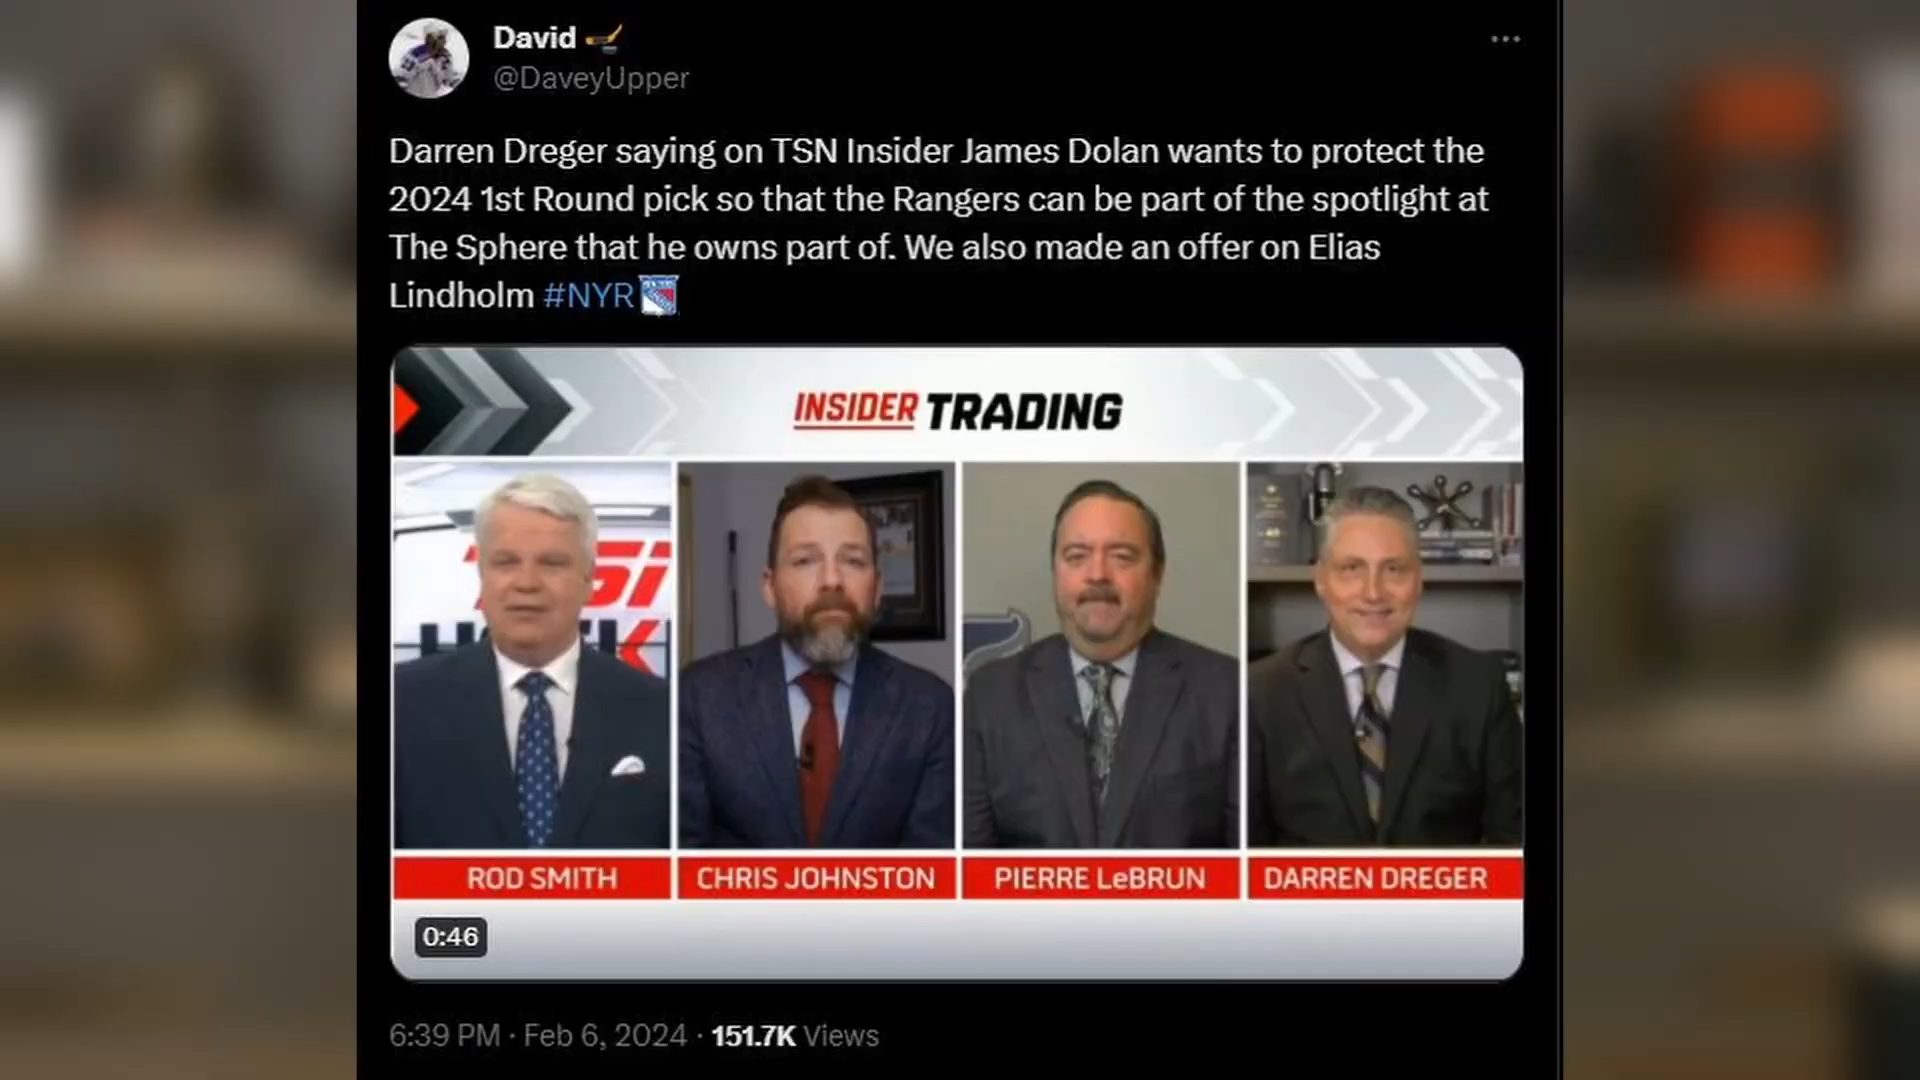 David
@DaveyUpper
Darren Dreger saying on TSN Insider James Dolan wants to protect the
2024 1st Round pick so that the Rangers can be part of the spotlight at
The Sphere that he owns part of. We also made an offer on Elias
Lindholm #NYR
INSIDER TRADING
ROD SMITH
CHRIS JOHNSTON
PIERRE LeBRUN
DARREN DREGER
0:46
6:39 PM · Feb 6, 2024 · 151.7K Views